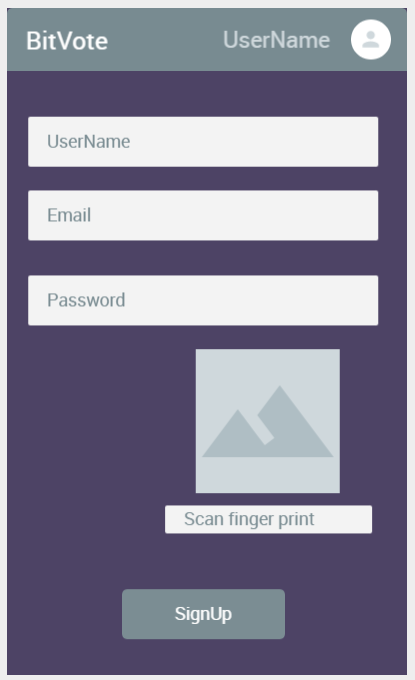 BitVote
UserName
UserName
Email
Password
Scan finger print
SignUp